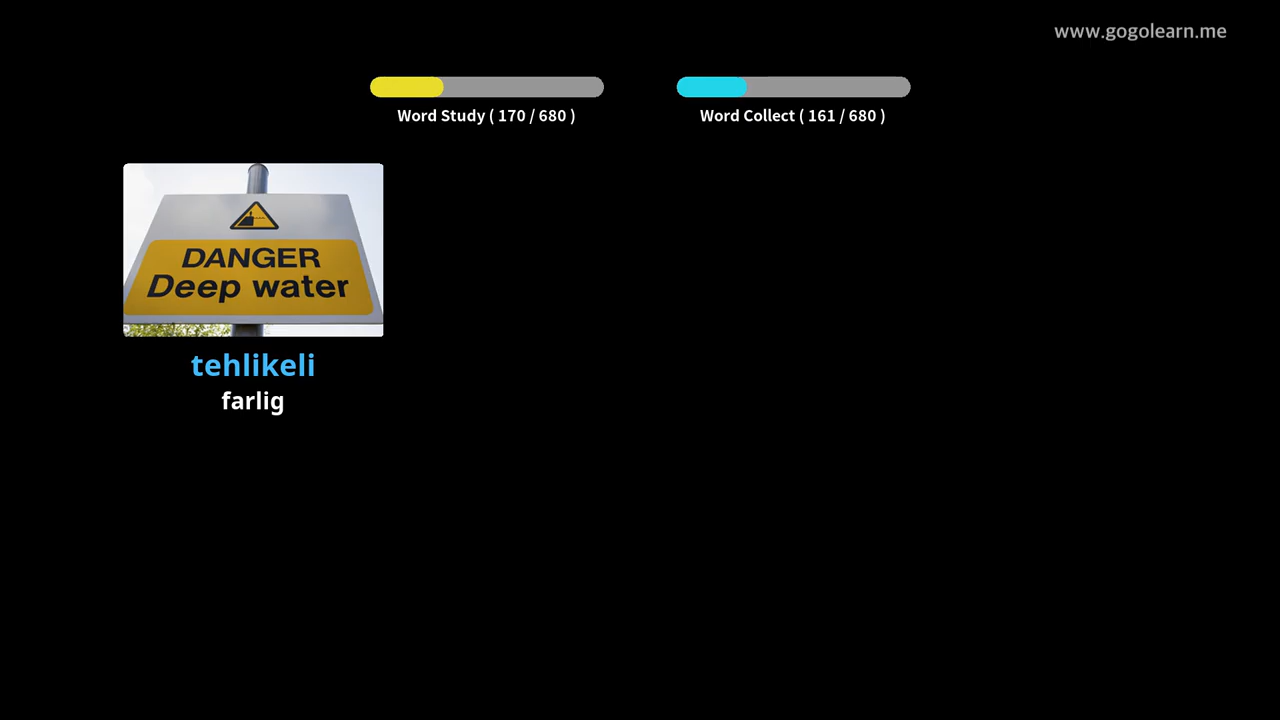 www.gogolearn.me
Word Study ( 170 / 680 )
Word Collect ( 161 / 680 )
DANGER
Deep water
tehlikeli
farlig